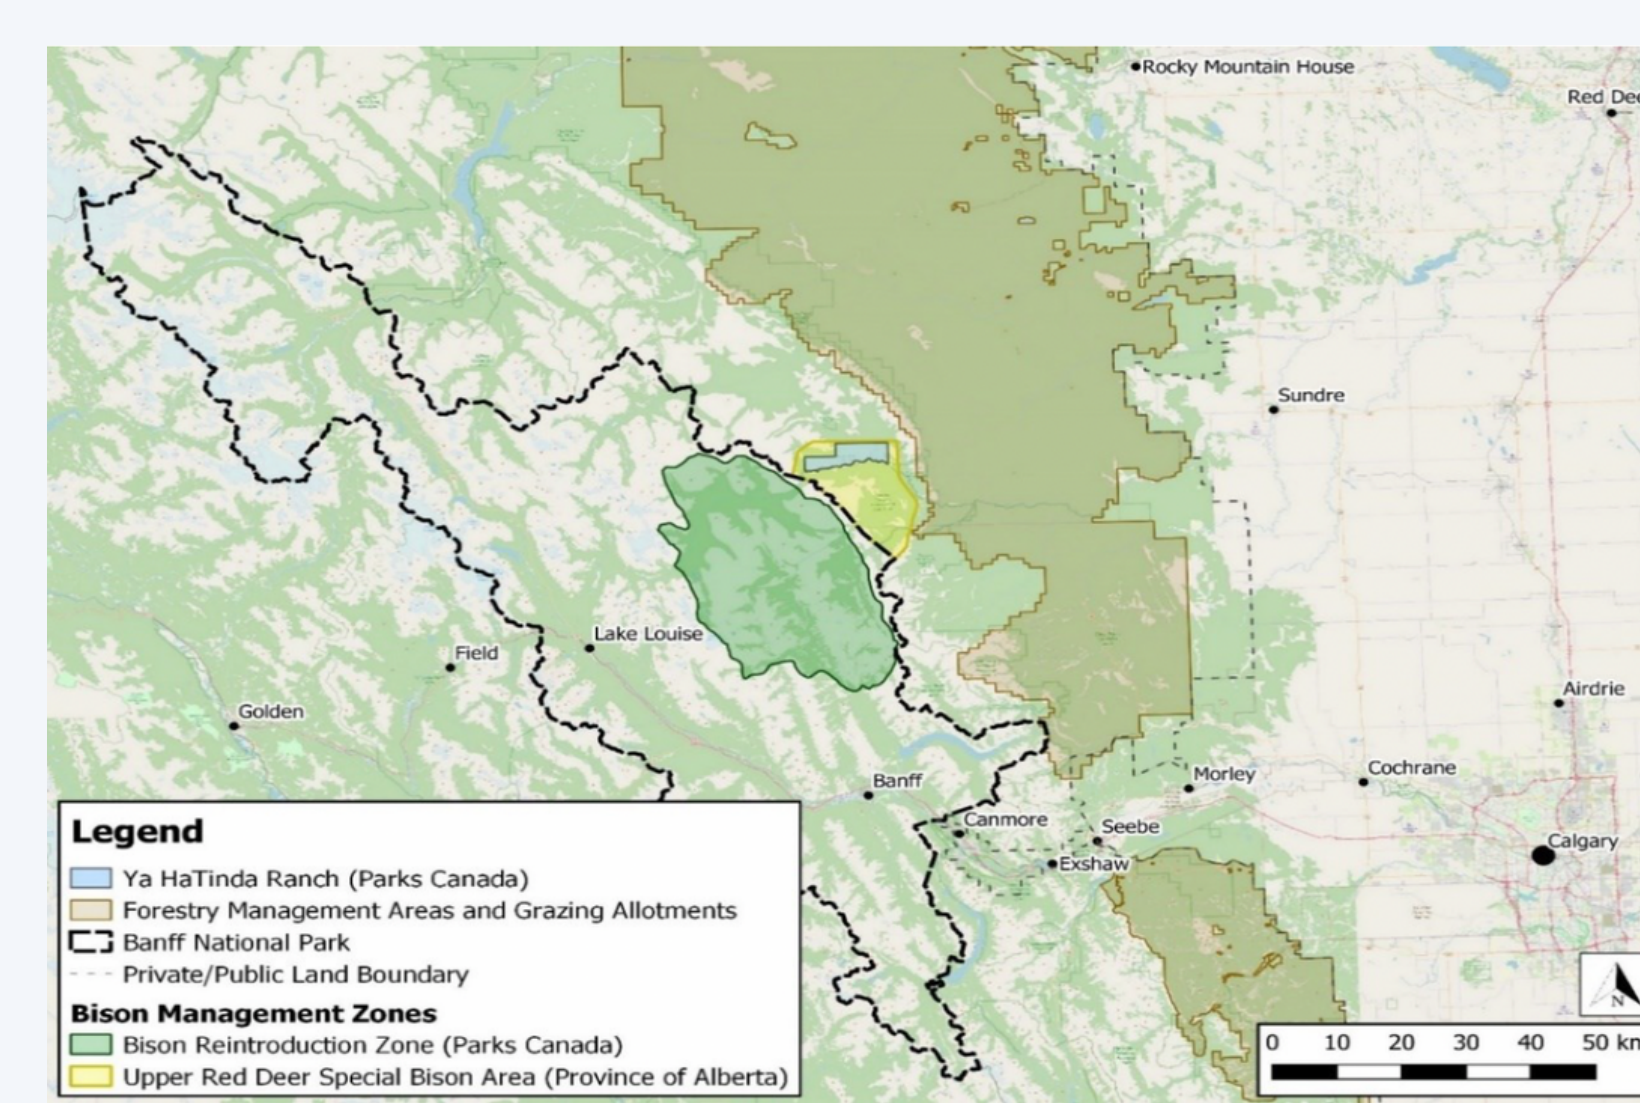 Rocky Mountain House
Red Dee
Sundre
Lake Louise
Field
Golden
Airdrie
Banff
Morley
Cochrane
Canmore
Seebe
Exshaw
Calgary
Legend
Ya HaTinda Ranch (Parks Canada)
Forestry Management Areas and Grazing Allotments
Banff National Park
Private/Public Land Boundary
Bison Management Zones
Bison Reintroduction Zone (Parks Canada)
Upper Red Deer Special Bison Area (Province of Alberta)
N
0 10 20 30 40 50 km